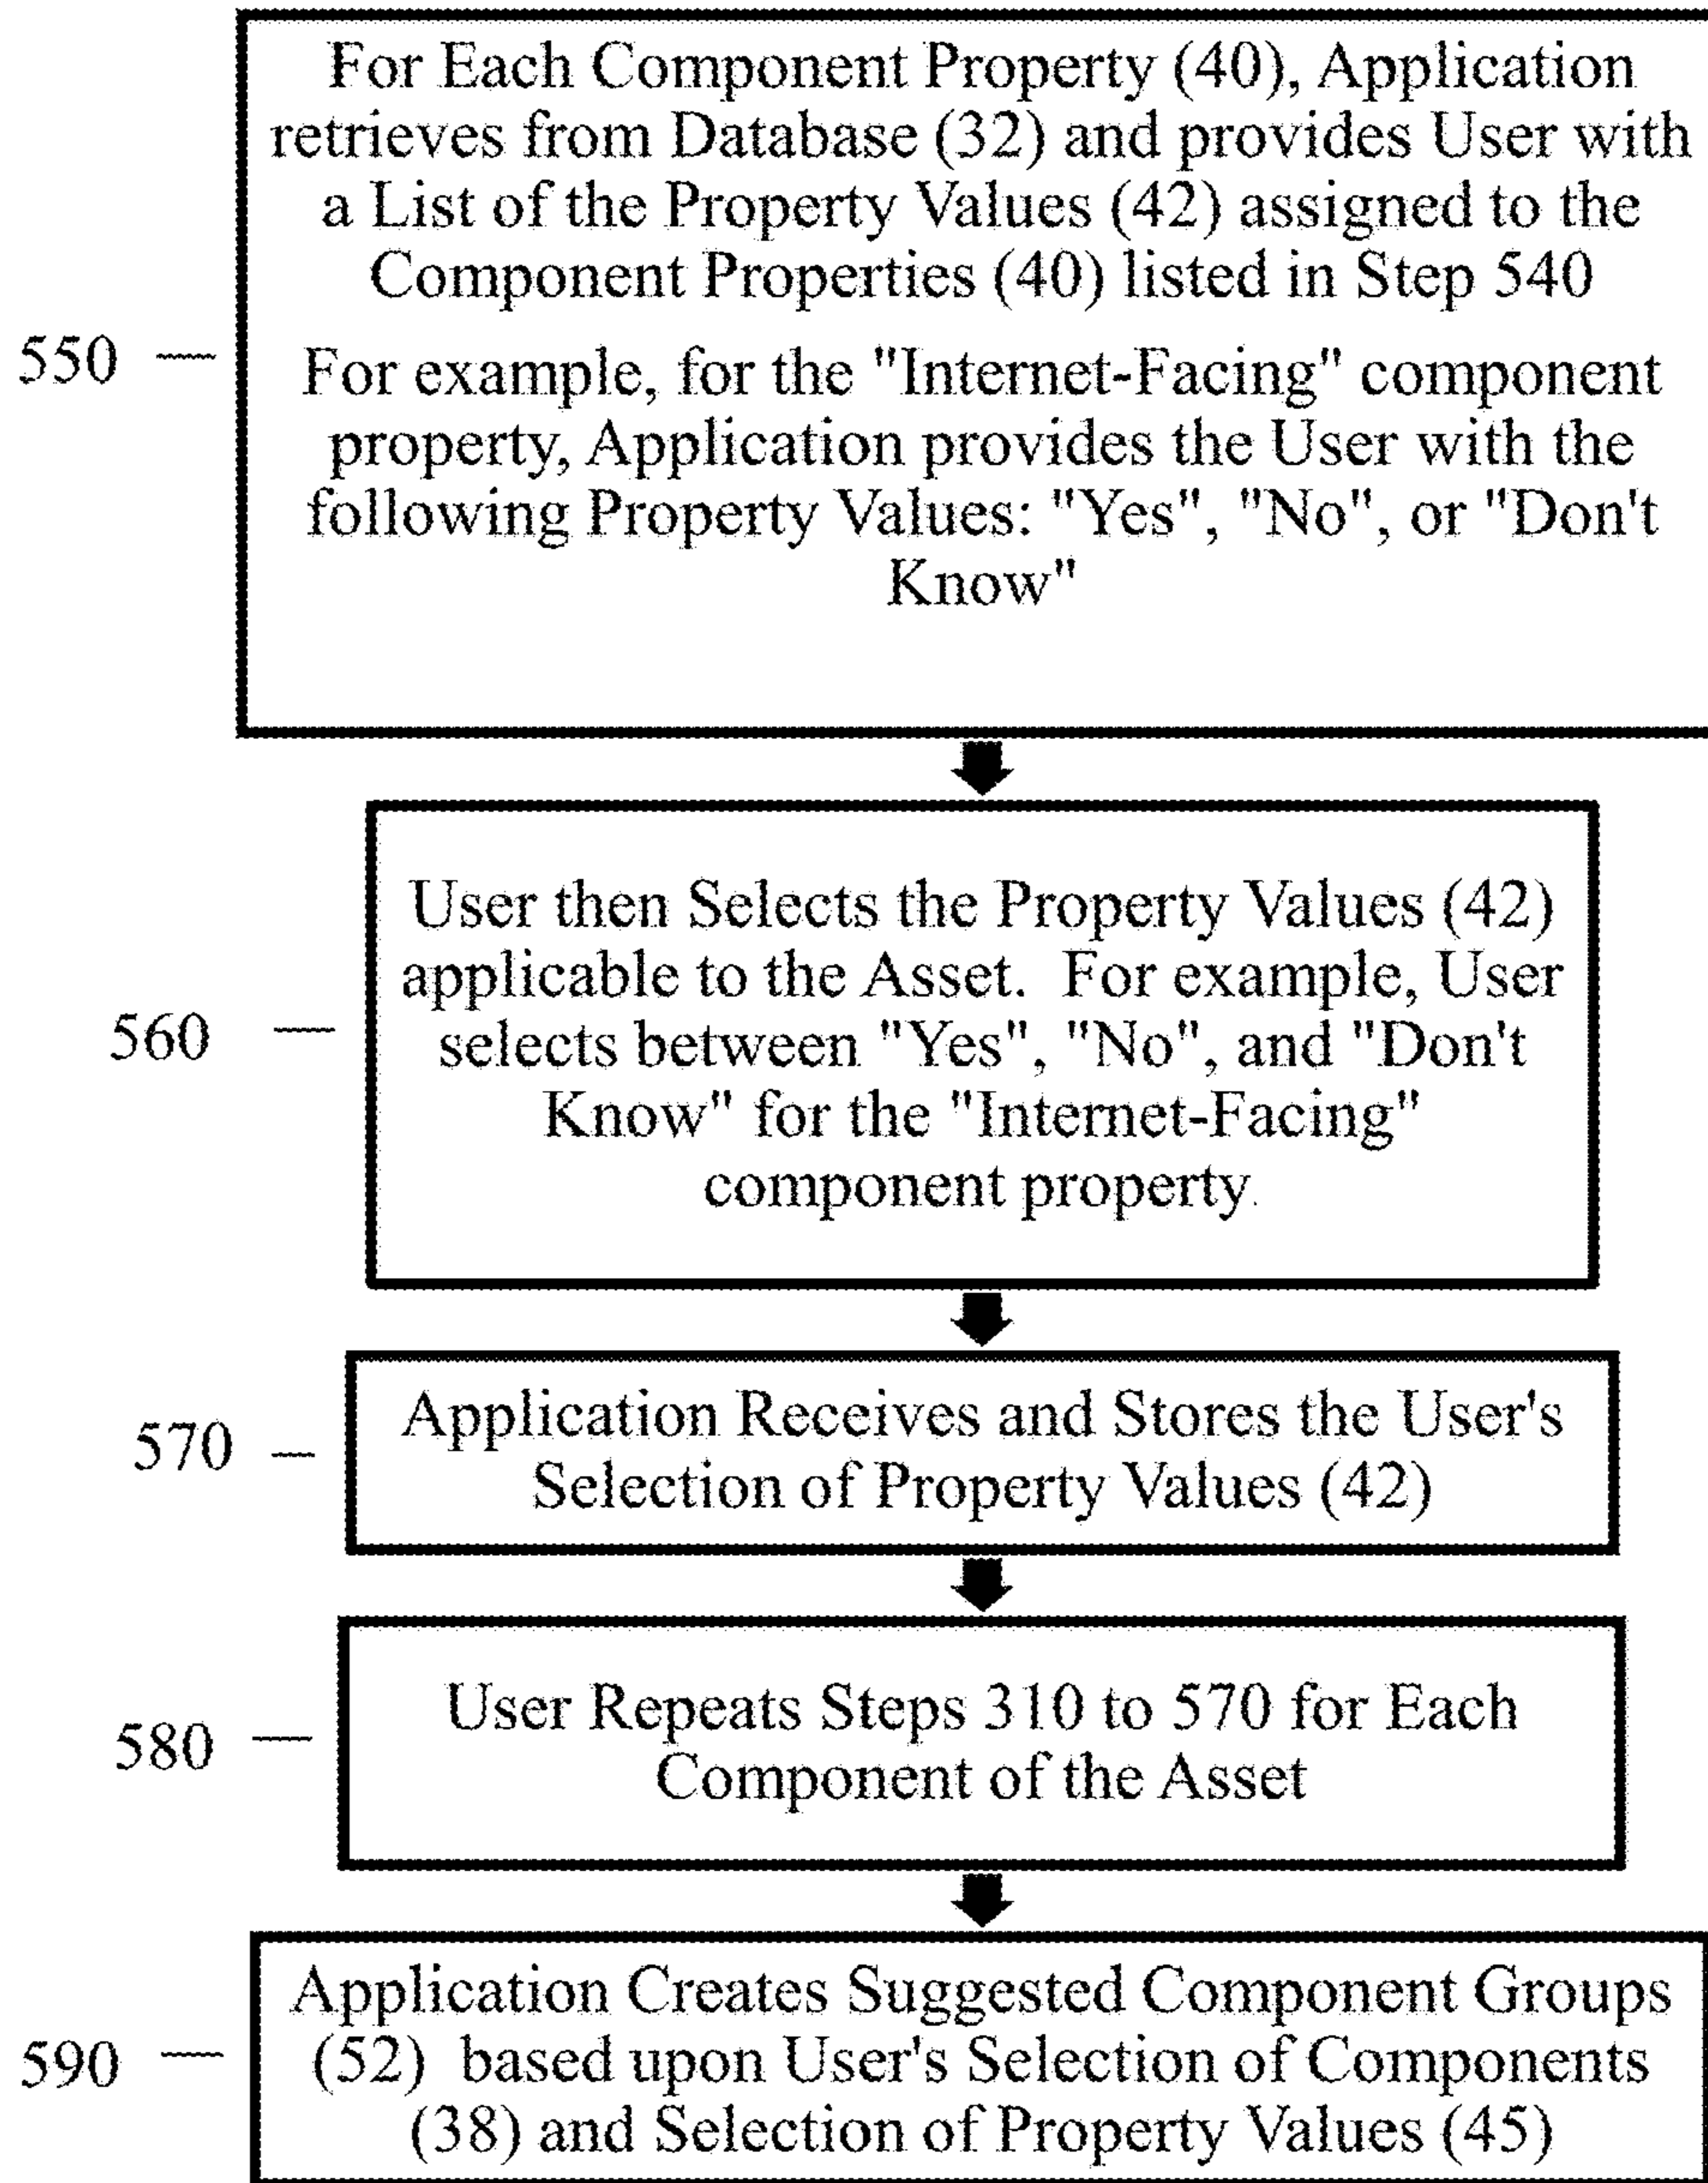 For Each Component Property (40), Application
retrieves from Database (32) and provides User with
a List of the Property Values (42) assigned to the
Component Properties (40) listed in Step 540
550
For example, for the "Internet-Facing" component
property, Application provides the User with the
following Property Values: "Yes", "No", or "Don't
Know"
User then Selects the Property Values (42)
applicable to the Asset. For example, User
560
selects between "Yes", "No", and "Don't
Know" for the "Internet-Facing"
component property.
570
Application Receives and Stores the User's
Selection of Property Values (42)
580
User Repeats Steps 310 to 570 for Each
Component of the Asset
590
Application Creates Suggested Component Groups
(52) based upon User's Selection of Components
(38) and Selection of Property Values (45)